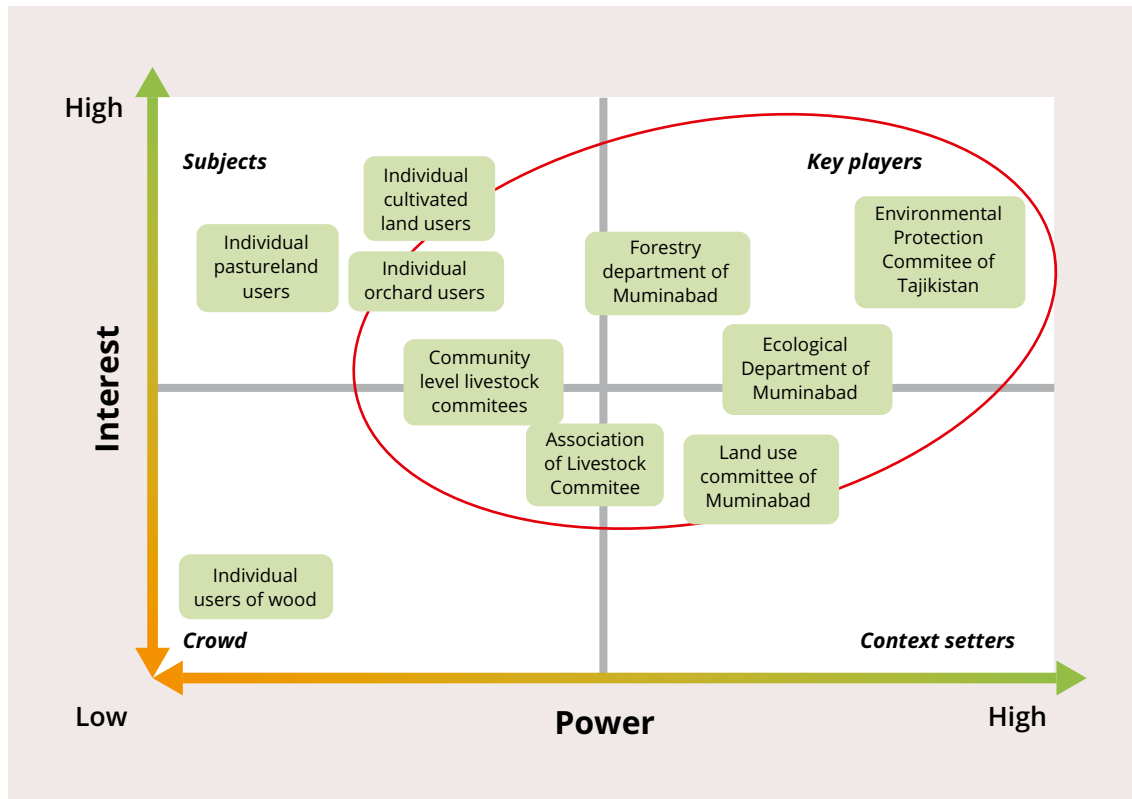 High
Subjects
Key players
Individual
cultivated
land users
Individual
pastureland
users
Individual
orchard users
Forestry
department of
Muminabad
Environmental
Protection
Commitee of
Tajikistan
Community
level livestock
commitees
Ecological
Department of
Muminabad
Association
of Livestock
Commitee
Land use
committee of
Muminabad
Individual
users of wood
Crowd
Context setters
Interest
Low
Power
High